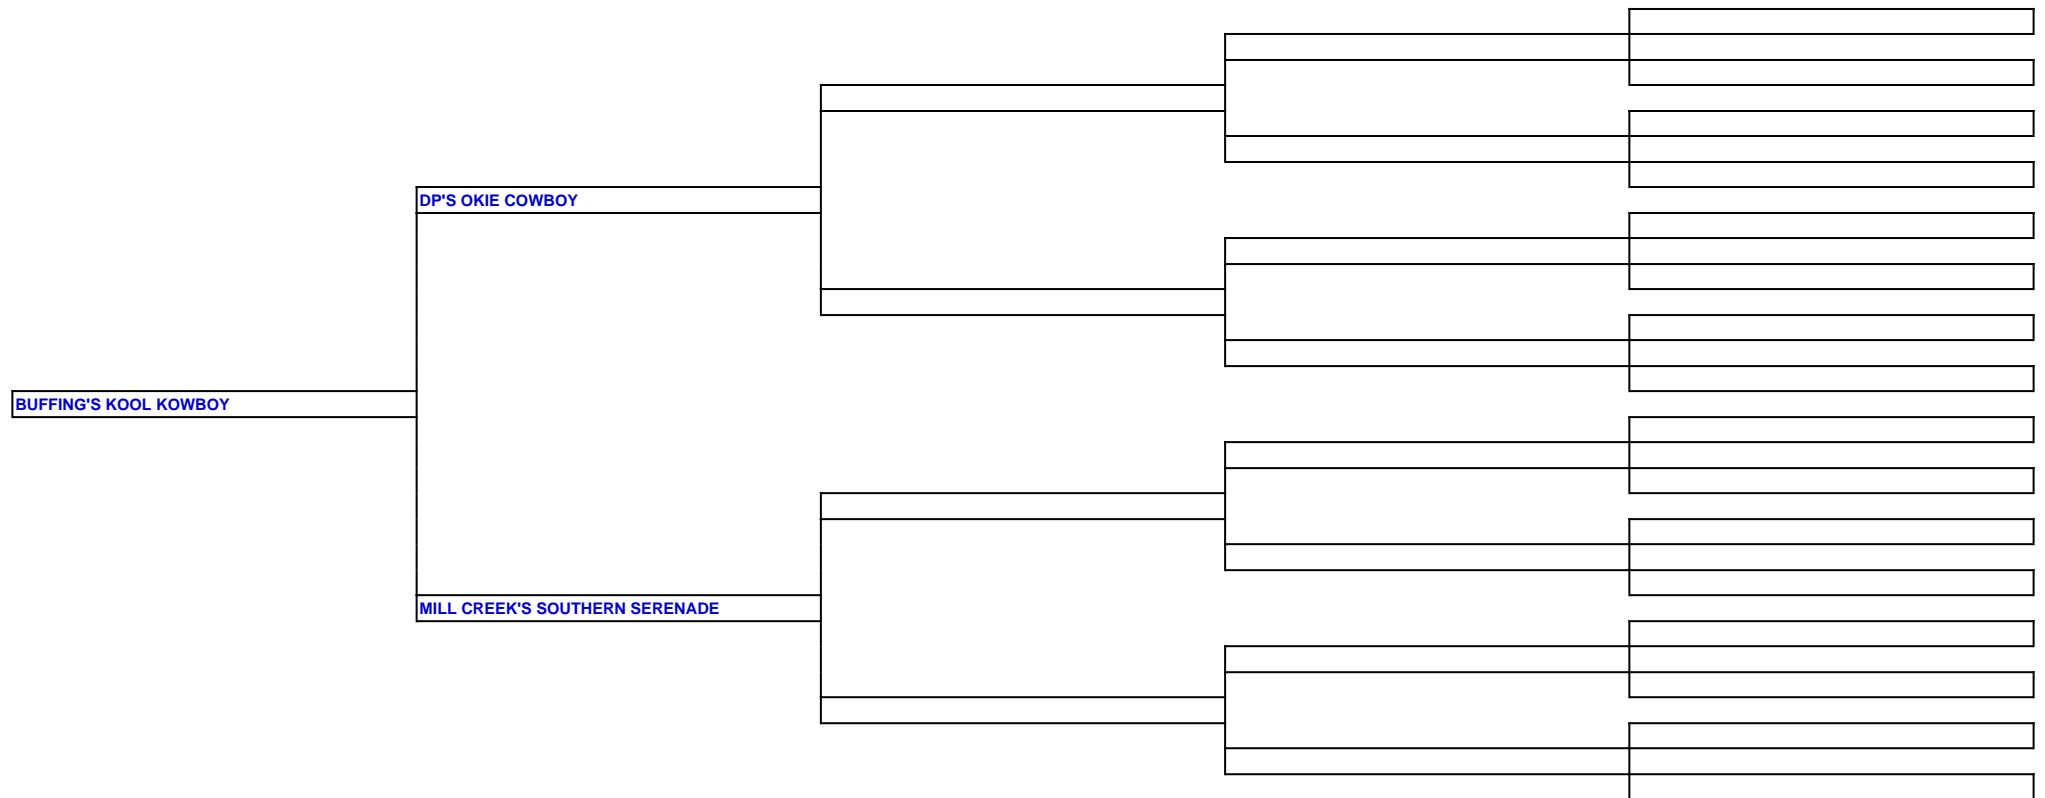 DP'S OKIE COWBOY
BUFFING'S KOOL KOWBOY
MILL CREEK'S SOUTHERN SERENADE